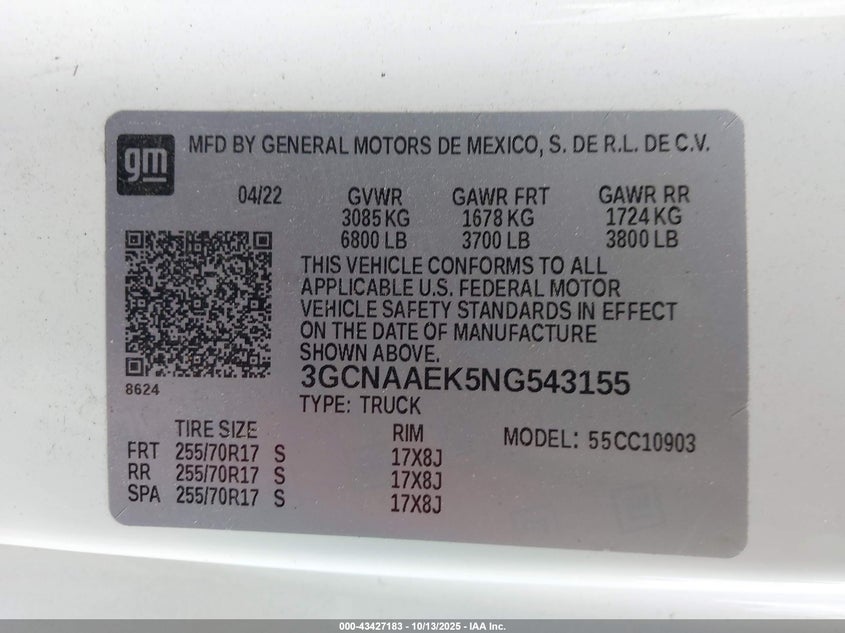 gm
MFD BY GENERAL MOTORS DE MEXICO, S. DE R.L. DE C.V.
04/22 GVWR GAWR FRT GAWR RR
3085 KG 1678 KG 1724 KG
6800 LB 3700 LB 3800 LB
THIS VEHICLE CONFORMS TO ALL
APPLICABLE U.S. FEDERAL MOTOR
VEHICLE SAFETY STANDARDS IN EFFECT
ON THE DATE OF MANUFACTURE
SHOWN ABOVE.
8624
3GCNAAEK5NG543155
TYPE: TRUCK
TIRE SIZE RIM MODEL: 55CC10903
FRT 255/70R17 S 17X8J
RR 255/70R17 S 17X8J
SPA 255/70R17 S 17X8J
000-43427183 - 10/13/2025 - IAA Inc.